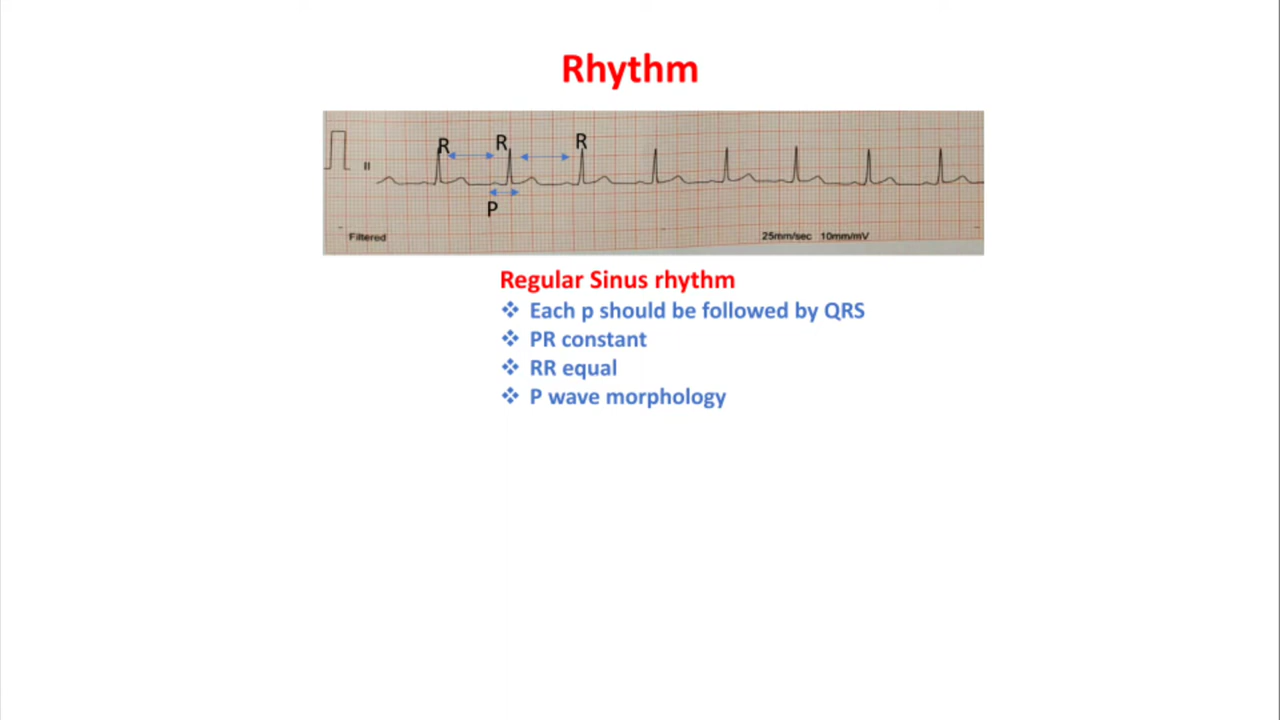 Rhythm
R R R
II
P
Filtered 25mm/sec 10mm/mV
Regular Sinus rhythm
❖ Each p should be followed by QRS
❖ PR constant
❖ RR equal
❖ P wave morphology